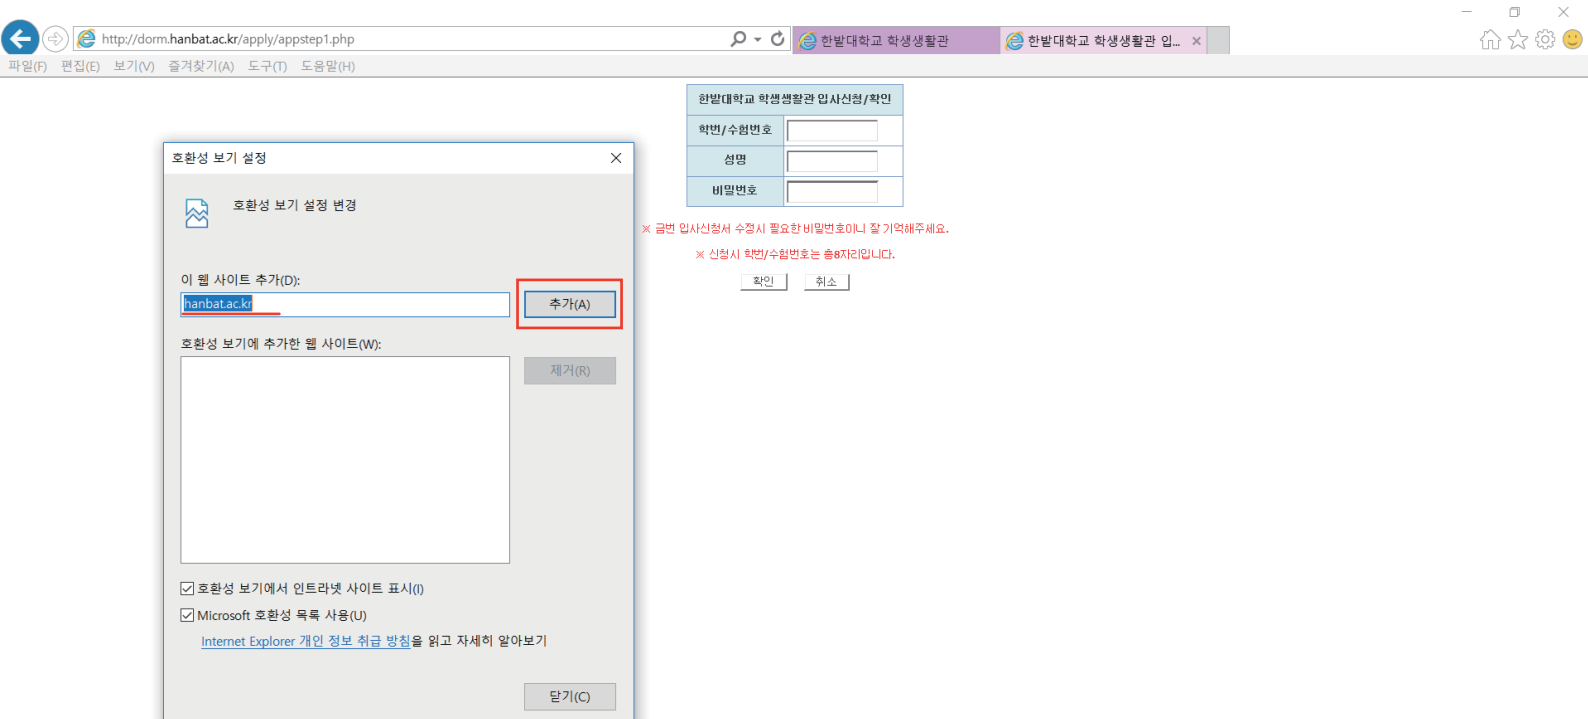 http://dorm.hanbat.ac.kr/apply/appstep1.php
한밭대학교 학생생활관
한밭대학교 학생생활관 입...
파일(F) 편집(E) 보기(V) 즐겨찾기(A) 도구(T) 도움말(H)
한밭대학교 학생생활관 입사신청/확인
학번/수험번호
성명
비밀번호
※ 금번 입사신청서 수정시 필요한 비밀번호이니 잘 기억해주세요.
※ 신청시 학번/수험번호는 총8자리입니다.
확인 취소
호환성 보기 설정
호환성 보기 설정 변경
이 웹 사이트 추가(D):
hanbat.ac.kr
추가(A)
호환성 보기에 추가한 웹 사이트(W):
제거(R)
호환성 보기에서 인트라넷 사이트 표시(I)
Microsoft 호환성 목록 사용(U)
Internet Explorer 개인 정보 취급 방침을 읽고 자세히 알아보기
닫기(C)